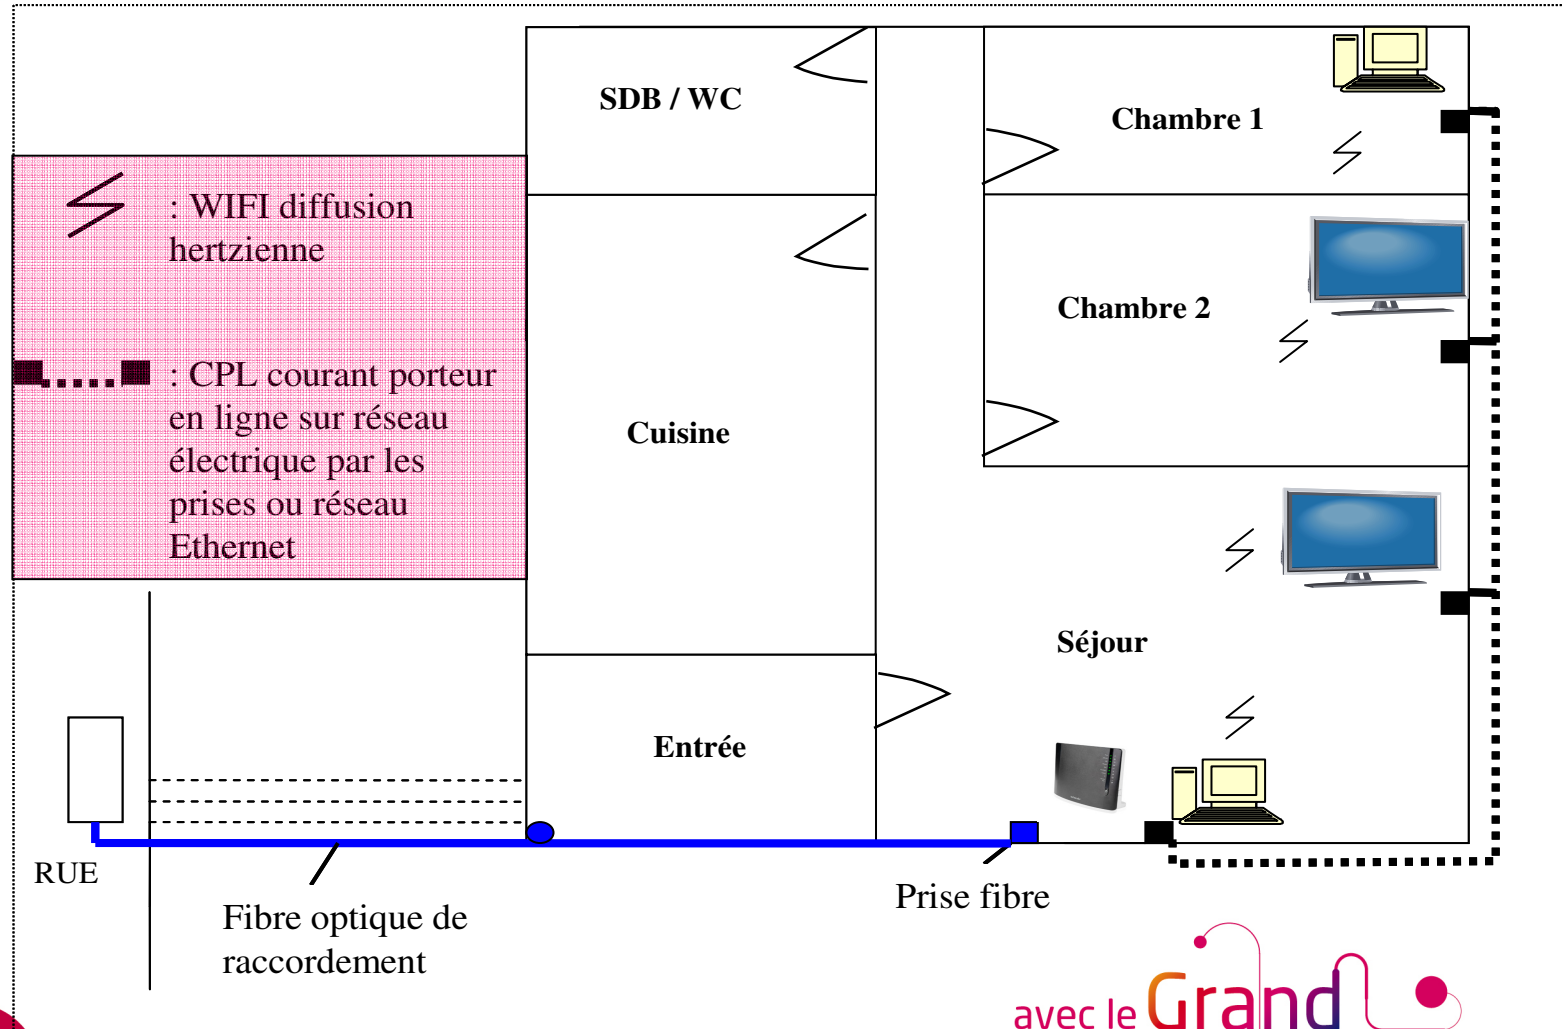 SDB / WC
Chambre 1
: WIFI diffusion
hertzienne
Chambre 2
: CPL courant porteur
en ligne sur réseau
électrique par les
prises ou réseau
Ethernet
Cuisine
Séjour
Entrée
RUE
Prise fibre
Fibre optique de
raccordement
avec le Grand